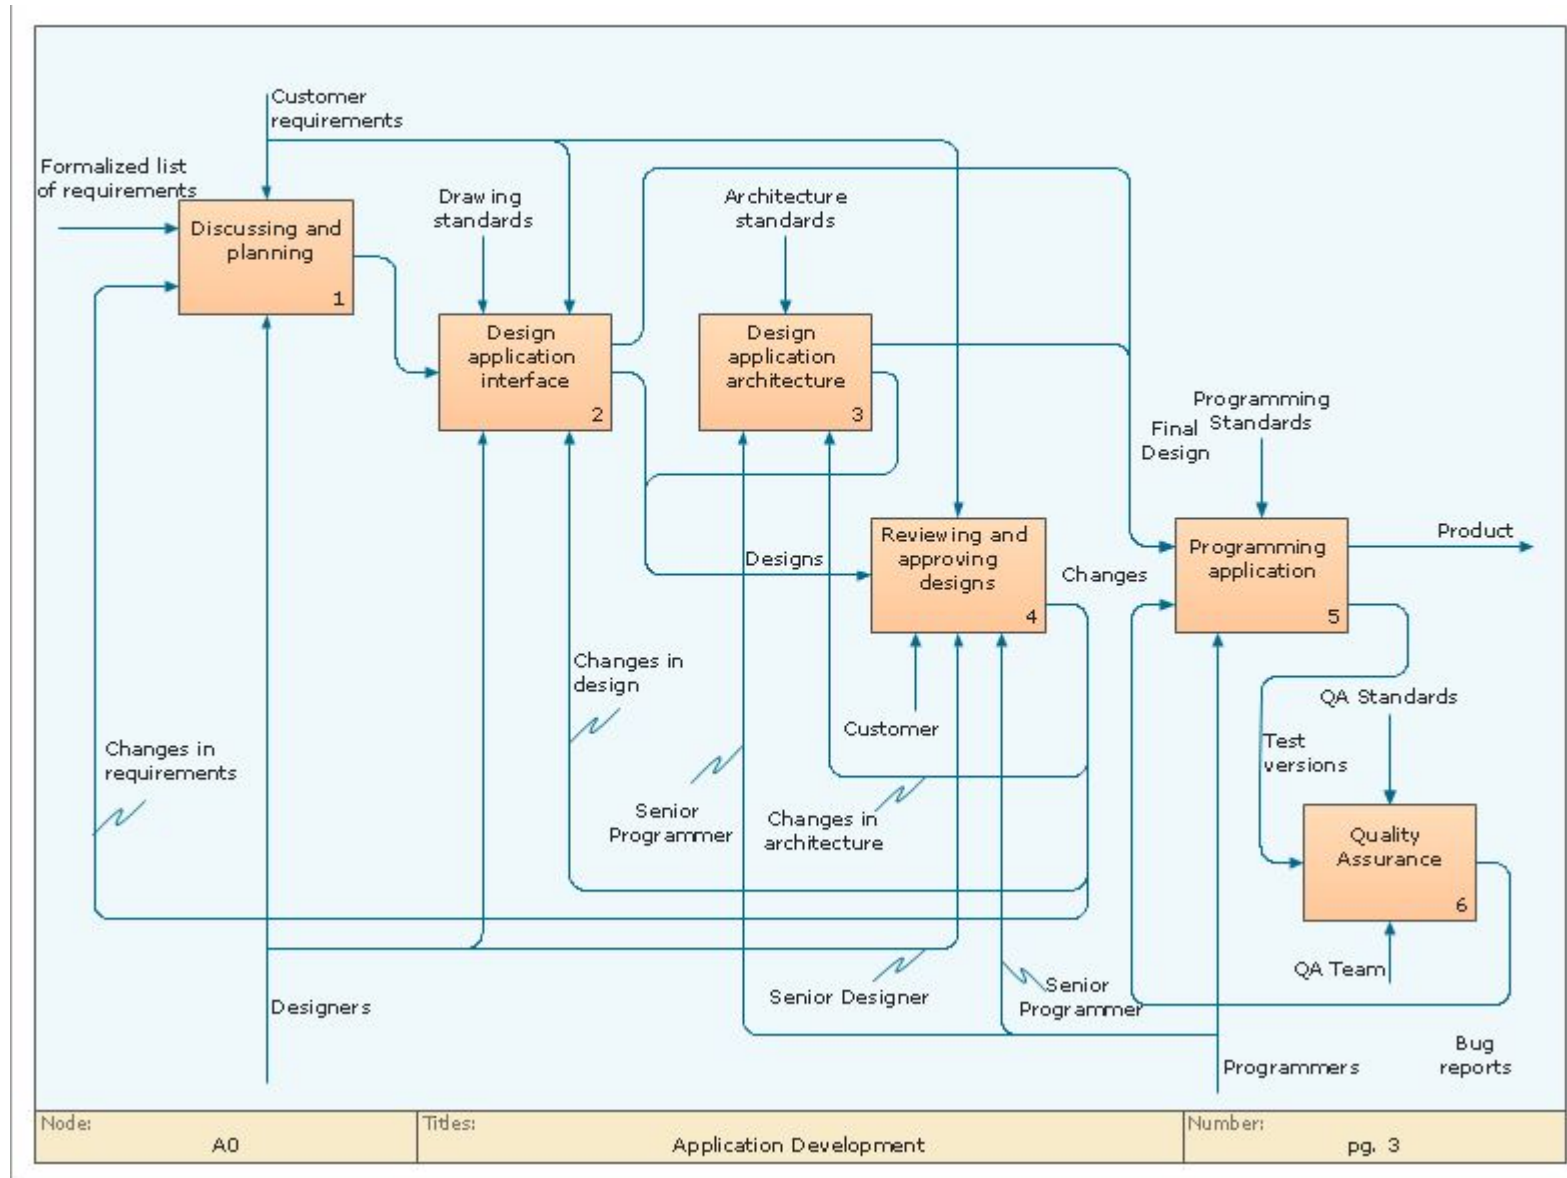 Customer
requirements
Formalized list
of requirements
Discussing and
planning
1
Drawing
standards
Architecture
standards
Design
application
interface
2
Design
application
architecture
3
Programming
Standards
Final
Design
Reviewing and
approving
designs
4
Designs
Changes
Programming
application
5
Product
Changes in
design
Customer
QA Standards
Changes in
requirements
Test
versions
Senior
Programmer
Changes in
architecture
Quality
Assurance
6
QA Team
Senior Designer
Senior
Programmer
Designers
Bug
reports
Programmers
Node:
A0
Titles:
Application Development
Number:
pg. 3